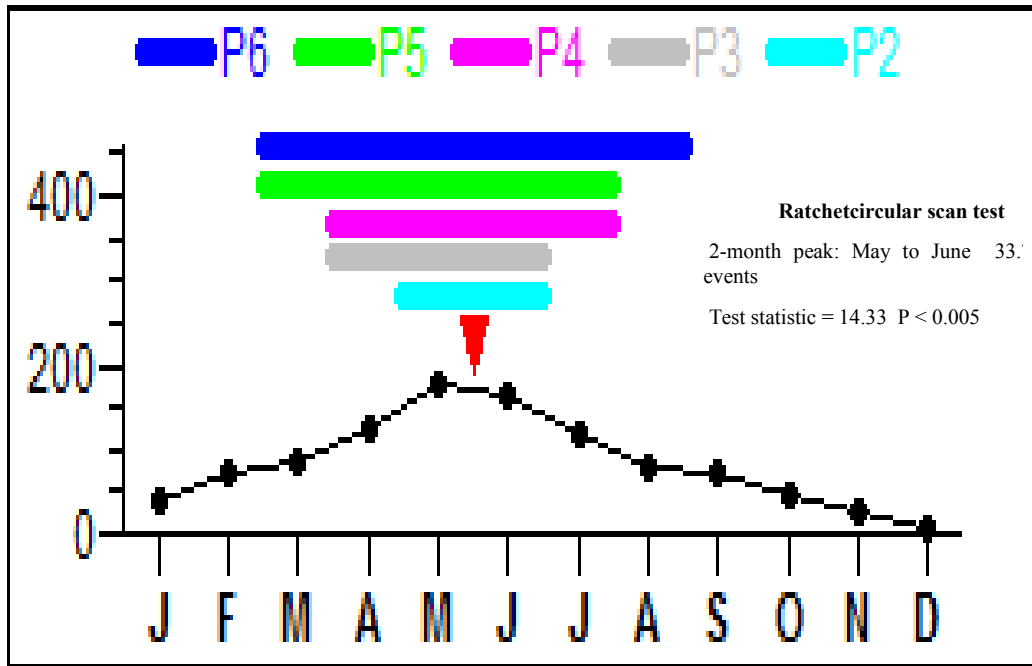 P6 P5 P4 P3 P2
400
200
0
Ratchetcircular scan test
2-month peak: May to June
events
Test statistic = 14.33 P < 0.005
J F M A M J J A S O N D